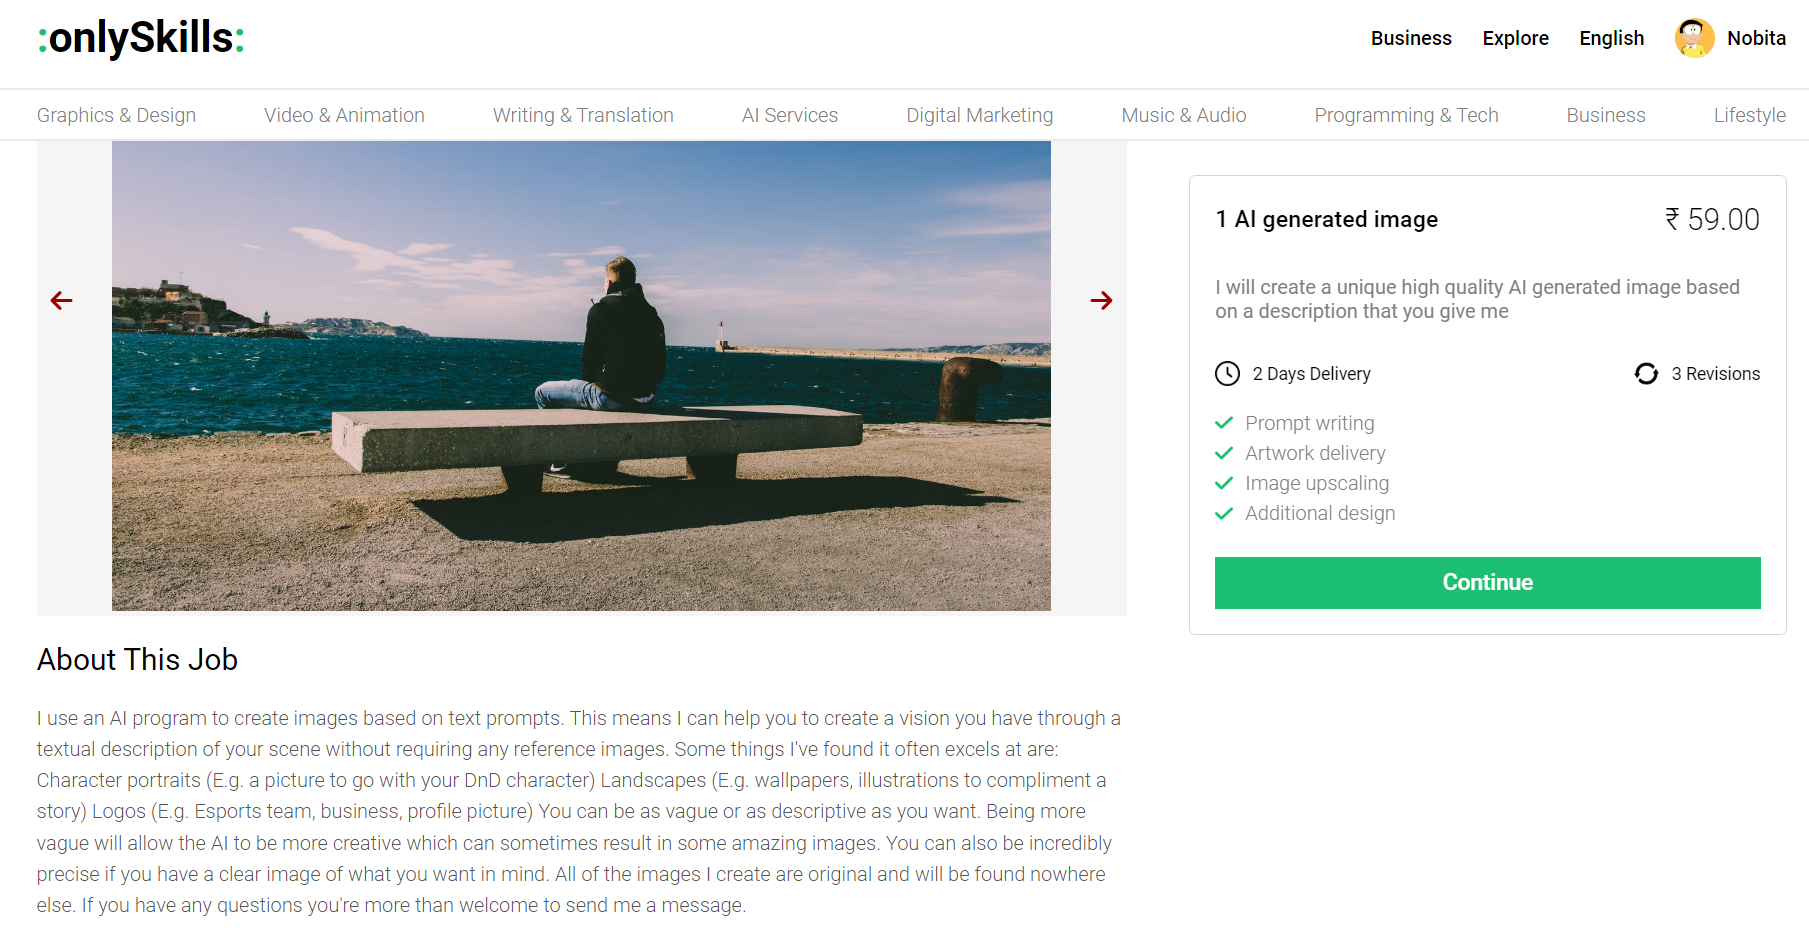 :onlySkills:
Business Explore English Nobita
Graphics & Design Video & Animation Writing & Translation AI Services Digital Marketing Music & Audio Programming & Tech Business Lifestyle
1 AI generated image ₹ 59.00
I will create a unique high quality AI generated image based
on a description that you give me
2 Days Delivery 3 Revisions
Prompt writing
Artwork delivery
Image upscaling
Additional design
Continue
About This Job
I use an AI program to create images based on text prompts. This means I can help you to create a vision you have through a
textual description of your scene without requiring any reference images. Some things I've found it often excels at are:
Character portraits (E.g. a picture to go with your DnD character) Landscapes (E.g. wallpapers, illustrations to compliment a
story) Logos (E.g. Esports team, business, profile picture) You can be as vague or as descriptive as you want. Being more
vague will allow the AI to be more creative which can sometimes result in some amazing images. You can also be incredibly
precise if you have a clear image of what you want in mind. All of the images I create are original and will be found nowhere
else. If you have any questions you're more than welcome to send me a message.